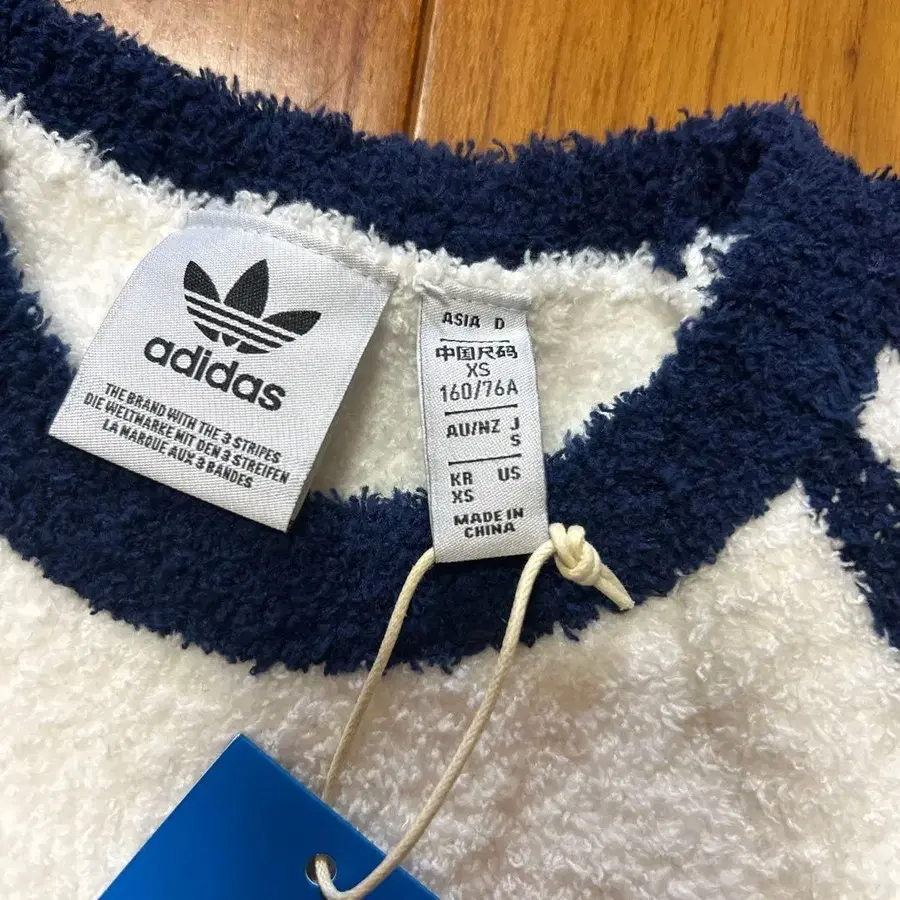 adidas
THE BRAND WITH THE 3 STRIPES
DIE WELTMARKE MIT DEN 3 STREIFEN
LA MARQUE AUX 3 BANDES
ASIA D
中国尺码
XS
160/76A
AU/NZ J
S
KR US
XS
MADE IN
CHINA